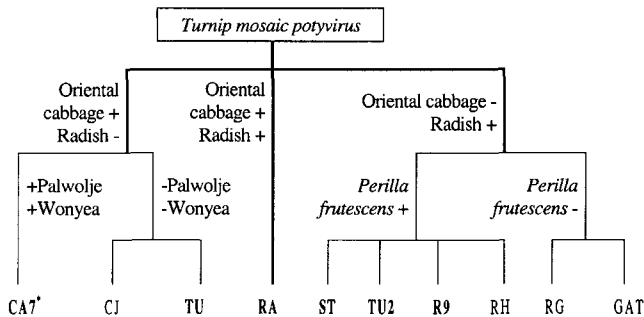 Turnip mosaic potyvirus
Oriental
cabbage +
Radish -
Oriental
cabbage +
Radish +
Oriental cabbage -
Radish +
+Palwolje
+Wonyea
-Palwolje
-Wonyea
Perilla
frutescens +
Perilla
frutescens -
CA7* CJ TU RA ST TU2 R9 RH RG GAT